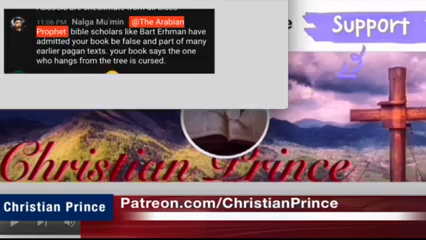 11:06 PM Nalga Mu'min @The Arabian
Prophet bible scholars like Bart Erhman have
admitted your book be false and part of many
earlier pagan texts. your book says the one
who hangs from the tree is cursed.
Support
Christian Prince
Christian Prince
Patreon.com/ChristianPrince